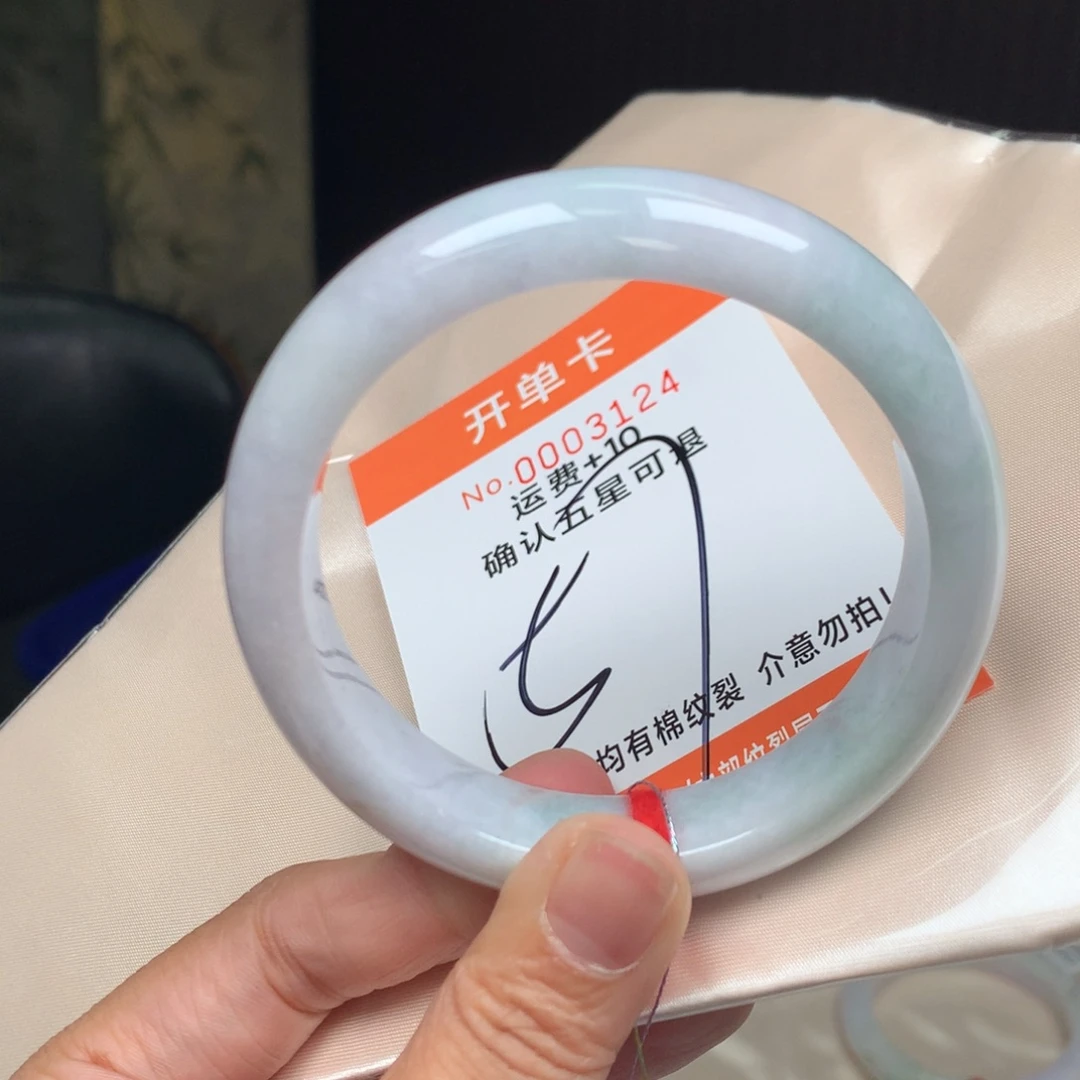 开单卡
No.0003124
运费+10
确认五星可退
均有棉纹裂 介意勿拍!